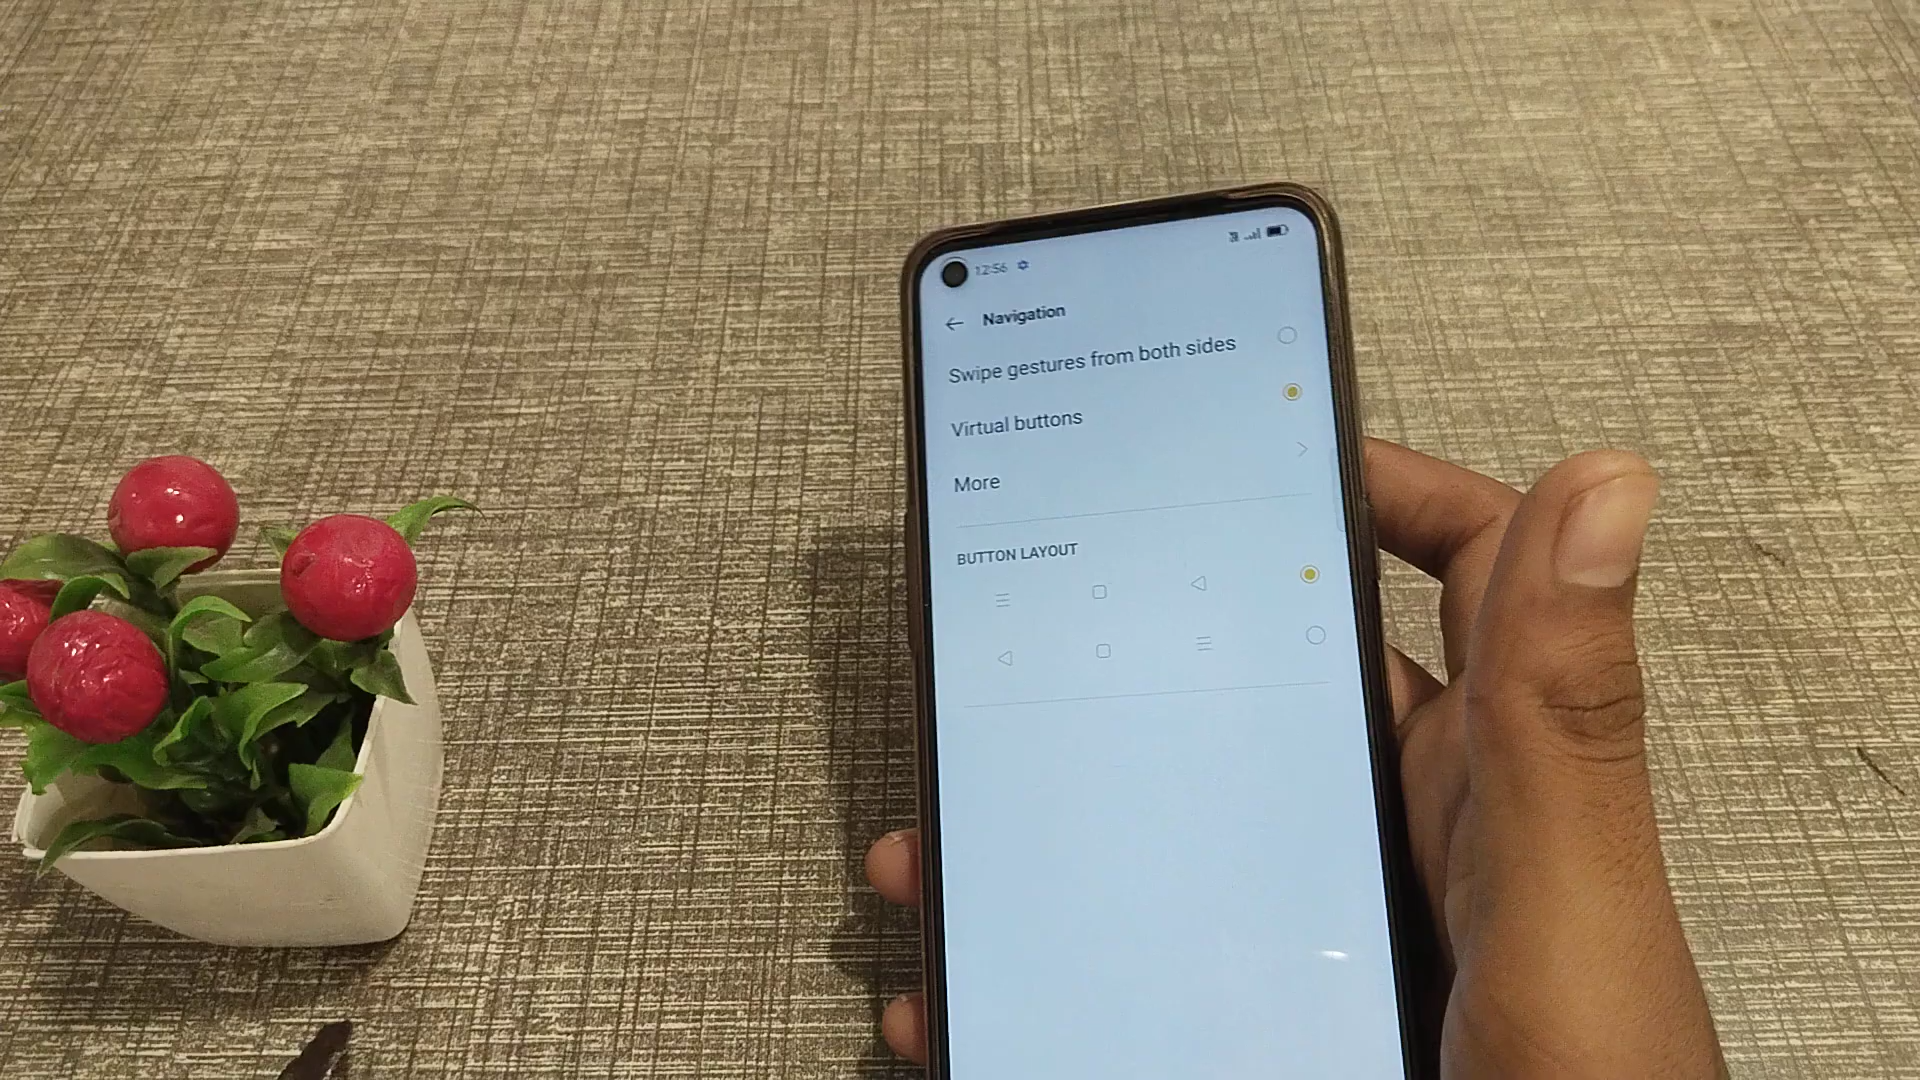 12:56
Navigation
Swipe gestures from both sides
Virtual buttons
More
BUTTON LAYOUT